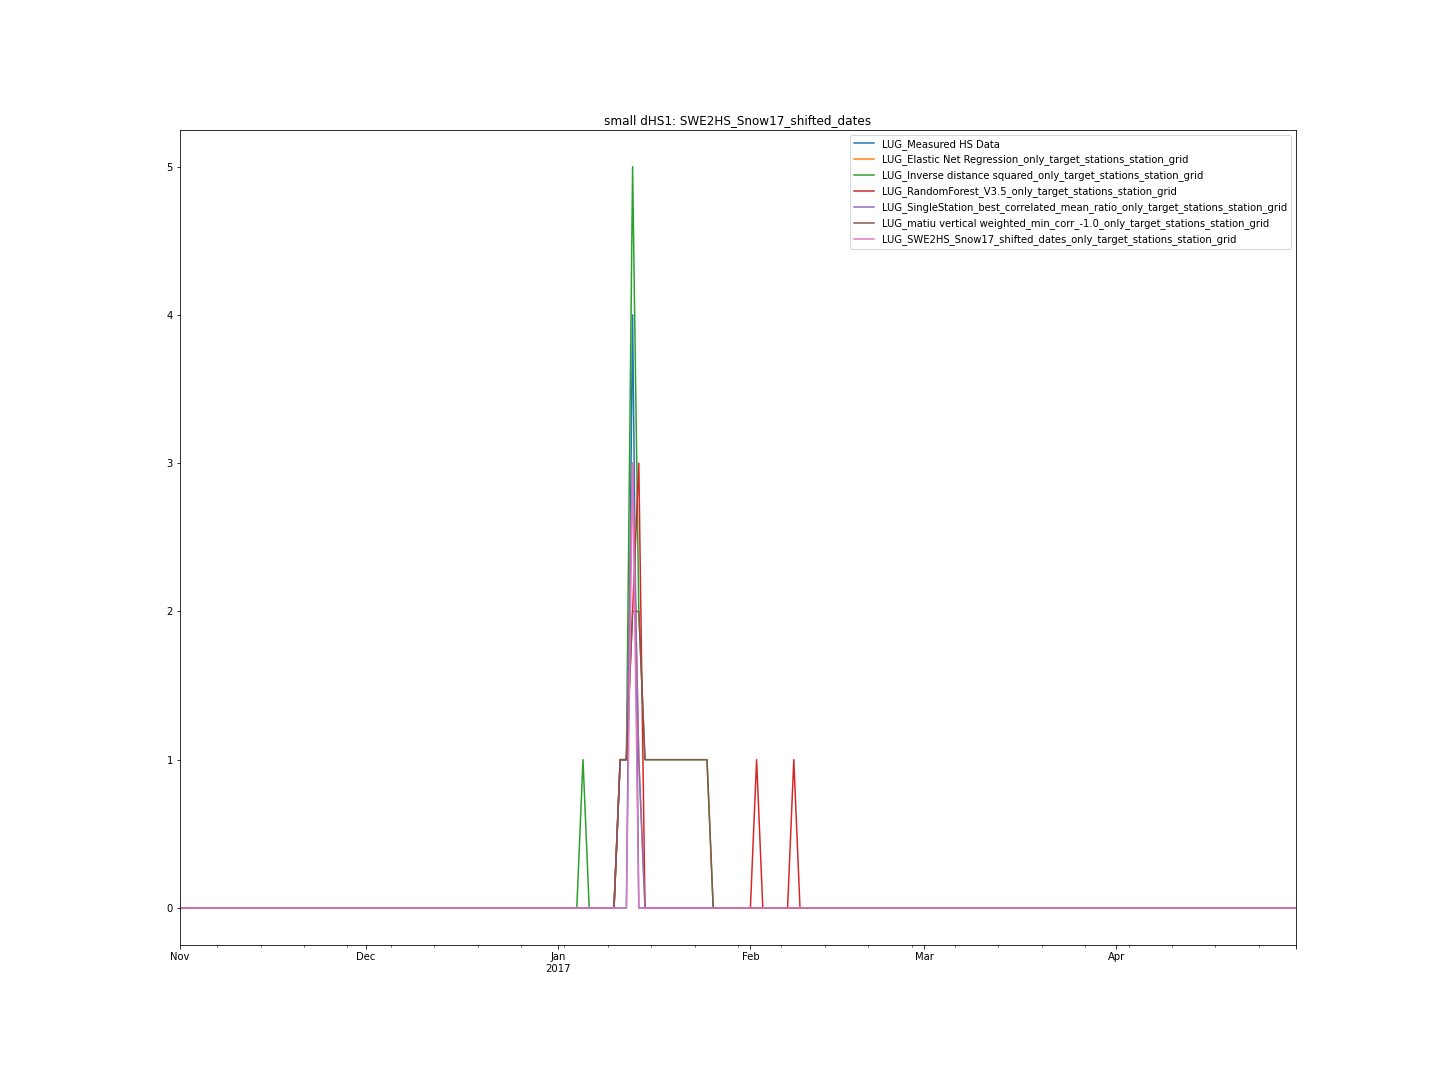 small dHS1: SWE2HS_Snow17_shifted_dates
LUG_Measured HS Data
LUG_Elastic Net Regression_only_target_stations_station_grid
LUG_Inverse distance squared_only_target_stations_station_grid
LUG_RandomForest_V3.5_only_target_stations_station_grid
LUG_SingleStation_best_correlated_mean_ratio_only_target_stations_station_grid
LUG_matiu vertical weighted_min_corr_-1.0_only_target_stations_station_grid
LUG_SWE2HS_Snow17_shifted_dates_only_target_stations_station_grid
5
4
3
2
1
0
Nov Dec Jan Feb Mar Apr
2017